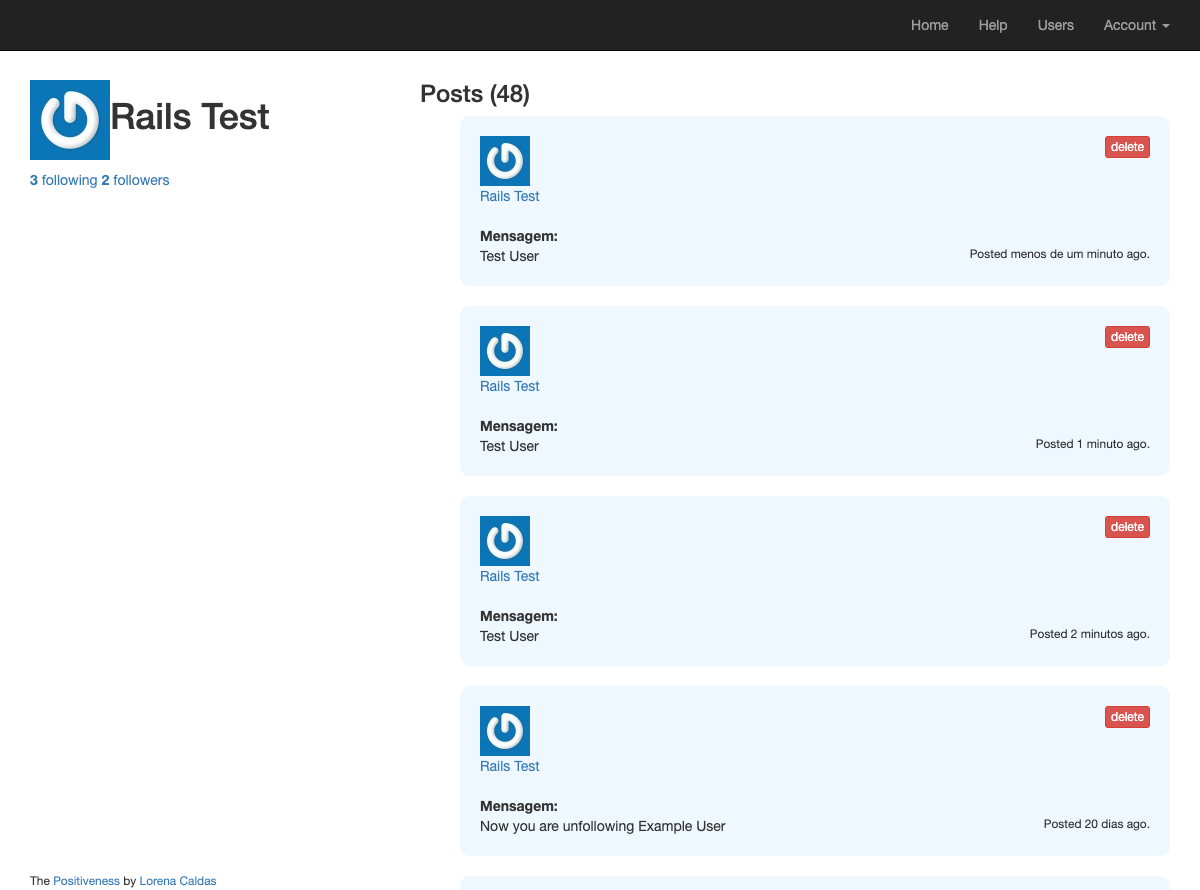 Home Help Users Account
Rails Test
3 following 2 followers
Posts (48)
delete
Rails Test
Mensagem:
Test User
Posted menos de um minuto ago.
delete
Rails Test
Mensagem:
Test User
Posted 1 minuto ago.
delete
Rails Test
Mensagem:
Test User
Posted 2 minutos ago.
delete
Rails Test
Mensagem:
Now you are unfollowing Example User
Posted 20 dias ago.
The Positiveness by Lorena Caldas